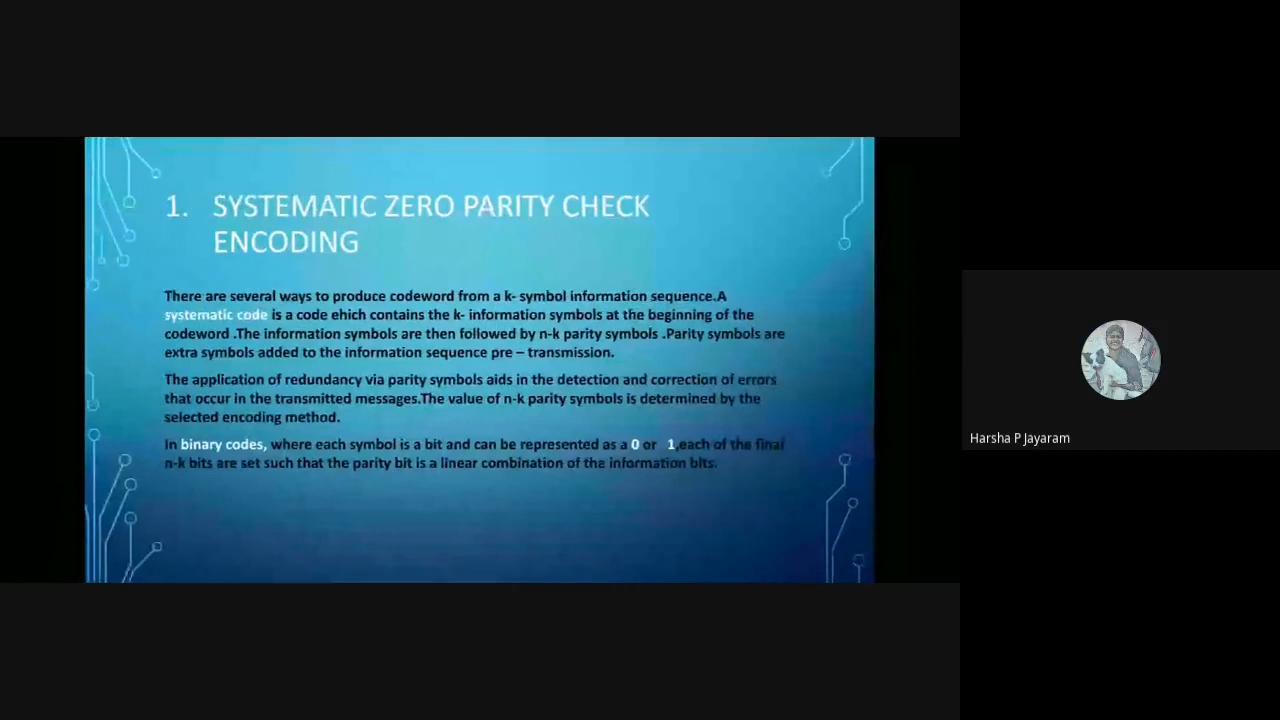 1. SYSTEMATIC ZERO PARITY CHECK
ENCODING
There are several ways to produce codeword from a k- symbol information sequence.A
systematic code is a code ehich contains the k- information symbols at the beginning of the
codeword .The information symbols are then followed by n-k parity symbols .Parity symbols are
extra symbols added to the information sequence pre – transmission.
The application of redundancy via parity symbols aids in the detection and correction of errors
that occur in the transmitted messages.The value of n-k parity symbols is determined by the
selected encoding method.
In binary codes, where each symbol is a bit and can be represented as a 0 or 1,each of the final
n-k bits are set such that the parity bit is a linear combination of the information bits.
Harsha P Jayaram